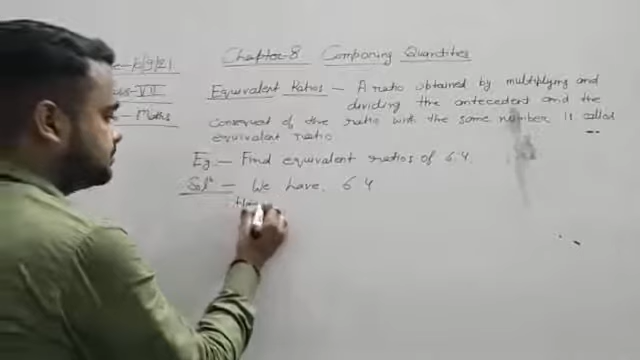 Chapter-8 Comparing Quantities
Equivalent Ratios - A ratio obtained by multiplying and
Maths
dividing the antecedent and the
consequent of the ratio with the same number is called
equivalent ratio.
Eg - Find equivalent ratios of 6:4.
Solⁿ - We have, 6:4